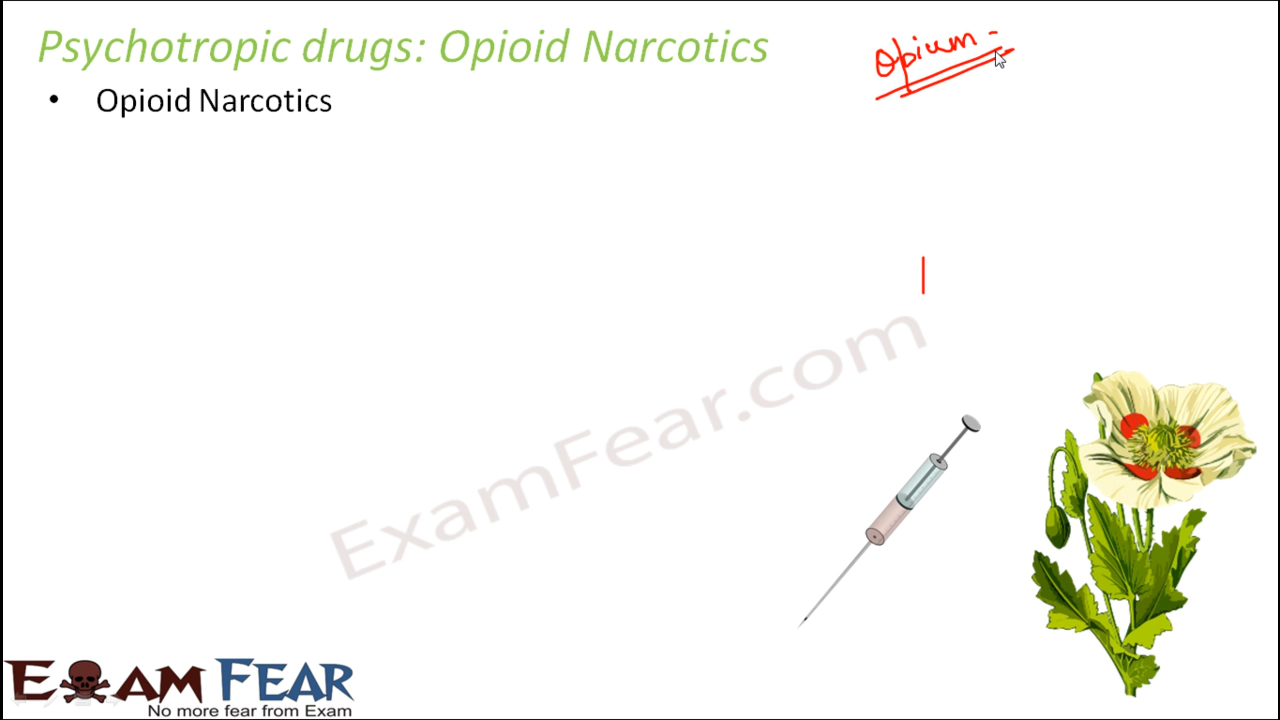 Psychotropic drugs: Opioid Narcotics
Opium -
• Opioid Narcotics
ExamFear.com
EXAM FEAR
No more fear from Exam